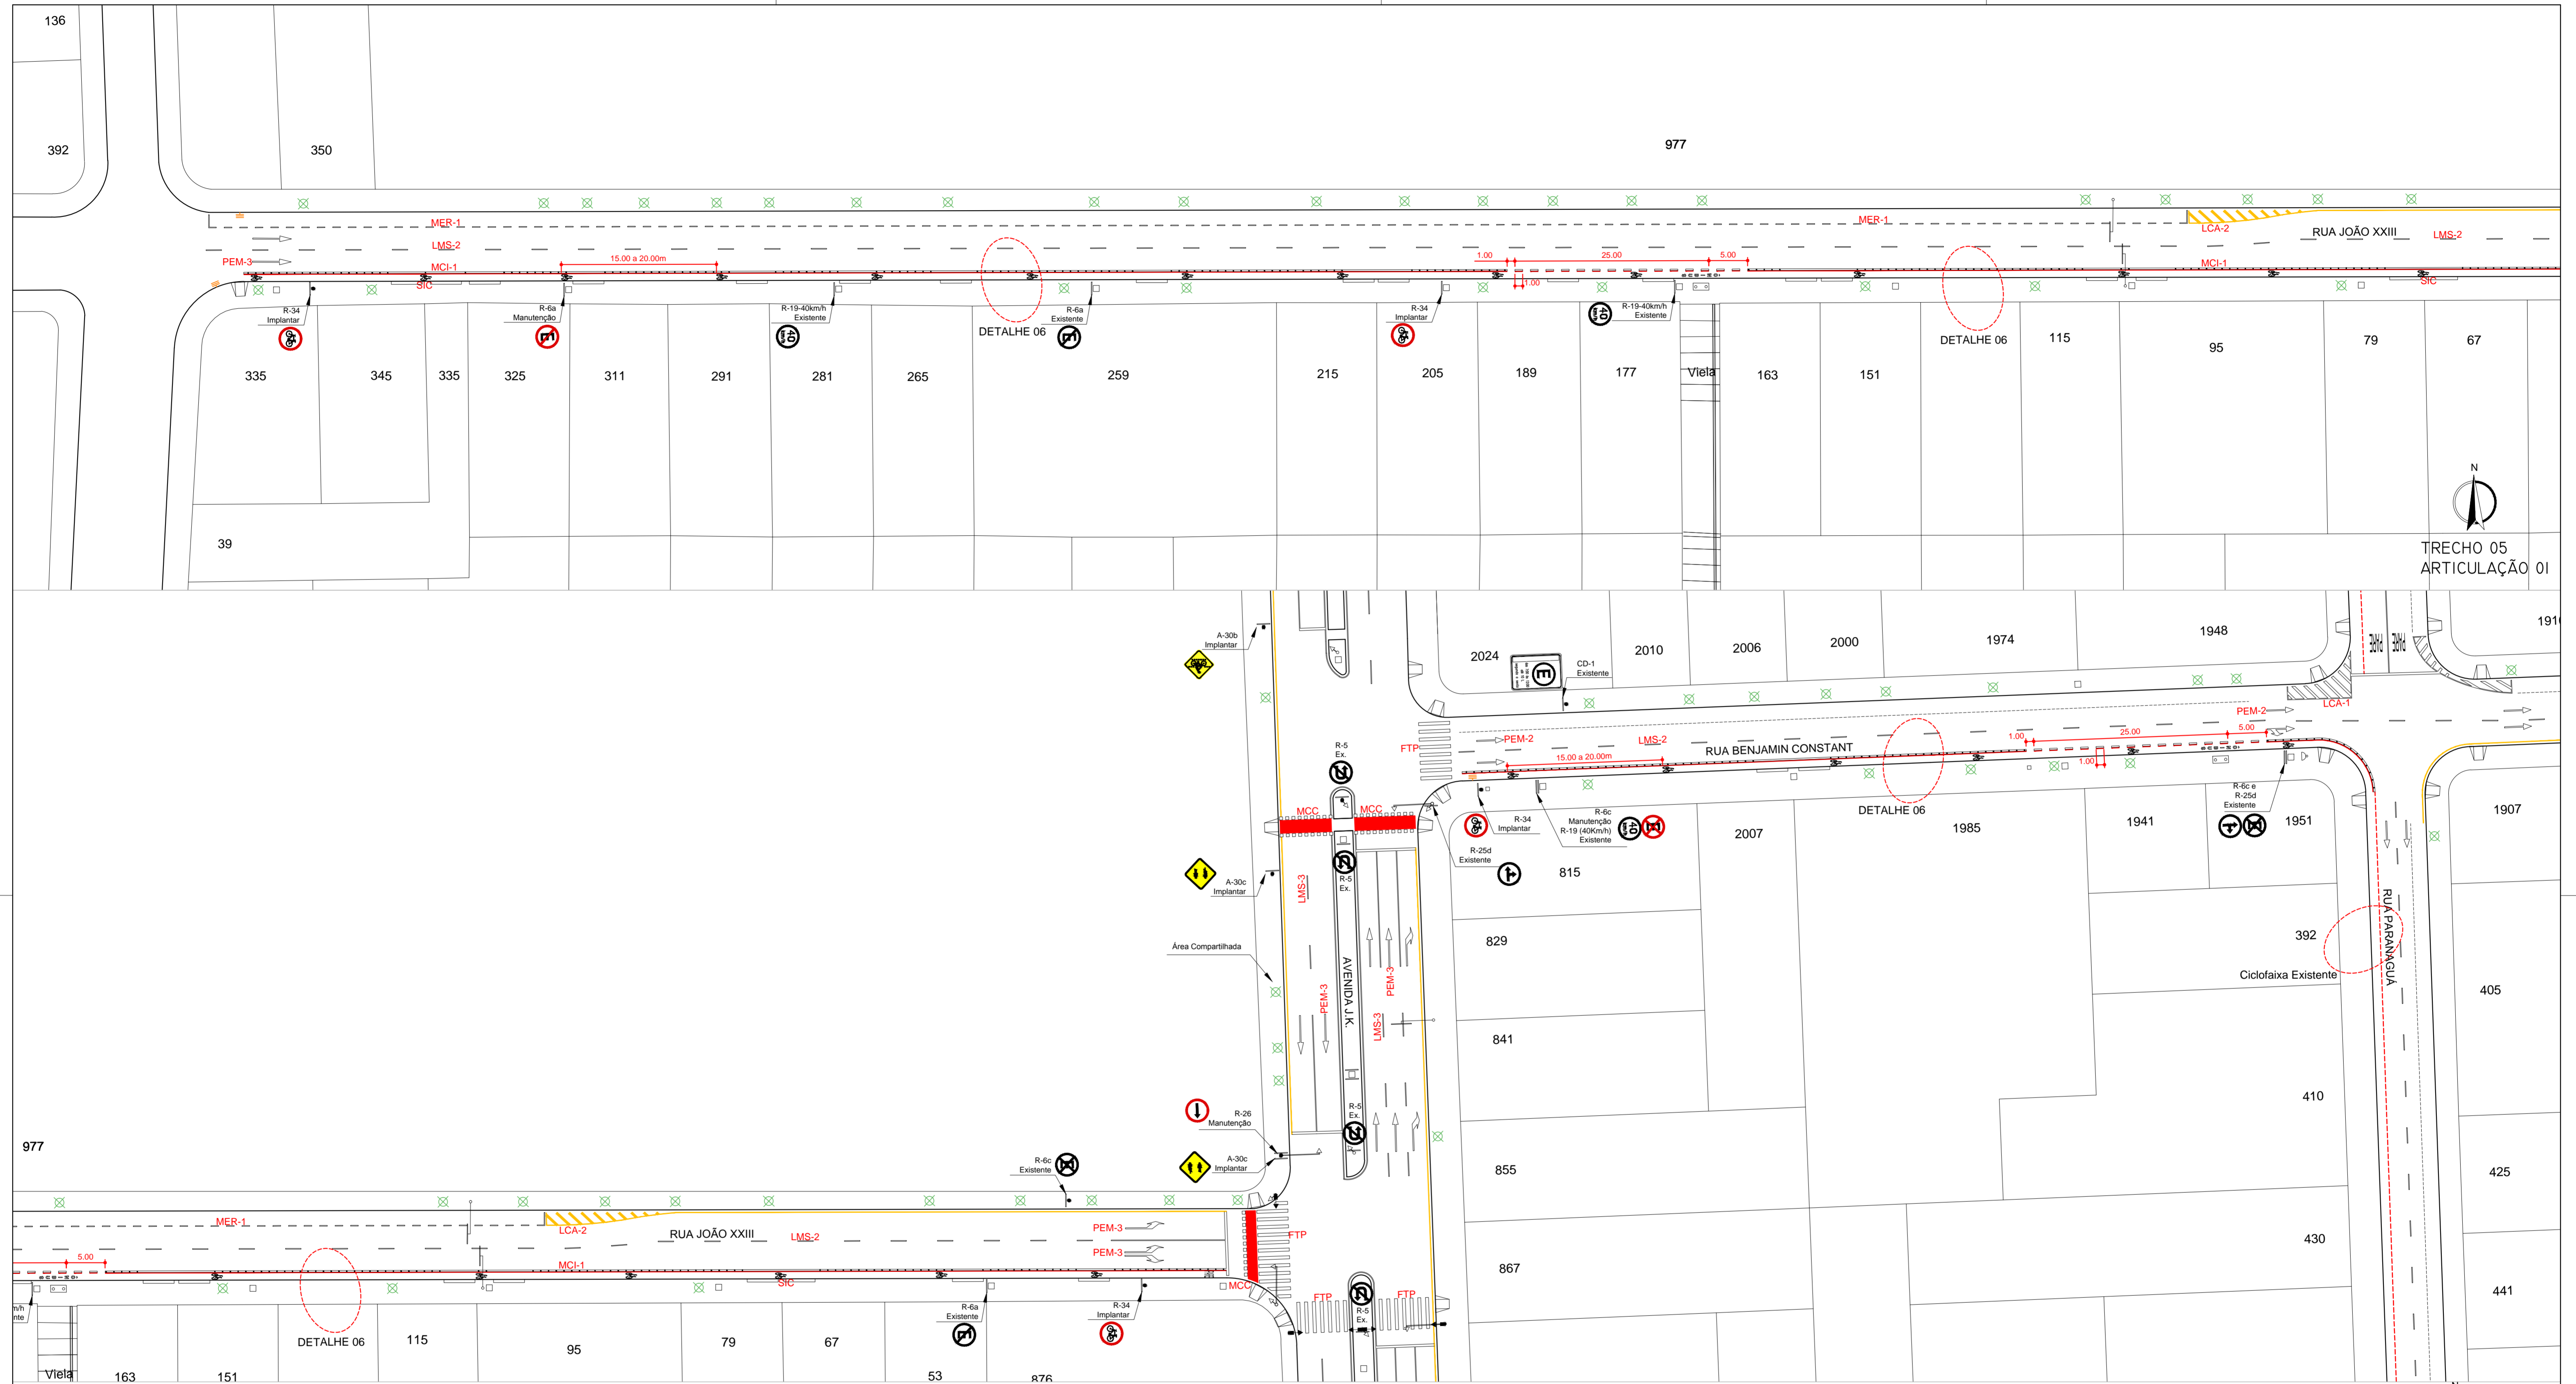 136
392
350
977
MER-1
LMS-2
PEM-3
MCI-1
SIC
15.00 a 20.00m
1.00
25.00
5.00
1.00
MER-1
LCA-2
RUA JOÃO XXIII
LMS-2
MCI-1
SIC
R-34
Implantar
R-6a
Manutenção
R-19-40km/h
Existente
40
km/h
DETALHE 06
R-6a
Existente
R-34
Implantar
40
km/h
R-19-40km/h
Existente
DETALHE 06
335
345
335
325
311
291
281
265
259
215
205
189
177
Viela
163
151
115
95
79
67
39
N
TRECHO 05
ARTICULAÇÃO 01
A-30b
Implantar
2024
E
CD-1
Existente
2010
2006
2000
1974
1948
PARE
PARE
1910
R-5
Ex.
FTP
PEM-2
LMS-2
RUA BENJAMIN CONSTANT
15.00 a 20.00m
1.00
25.00
5.00
1.00
PEM-2
LCA-1
MCC
MCC
R-34
Implantar
R-6c
Manutenção
R-19 (40Km/h)
Existente
40
km/h
DETALHE 06
R-6c e
R-25d
Existente
2007
1985
1941
1951
1907
R-25d
Existente
815
A-30c
Implantar
LMS-3
R-5
Ex.
829
392
Ciclofaixa Existente
RUA PARANAGUÁ
Área Compartilhada
AVENIDA J.K.
PEM-3
PEM-3
LMS-3
405
841
410
R-26
Manutenção
R-5
Ex.
A-30c
Implantar
977
R-6c
Existente
855
425
MER-1
LCA-2
RUA JOÃO XXIII
LMS-2
PEM-3
PEM-3
FTP
430
5.00
MCI-1
SIC
MCC
867
441
FTP
FTP
R-5
Ex.
m/h
nte
DETALHE 06
R-6a
Existente
R-34
Implantar
Viela
163
151
115
95
79
67
53
876